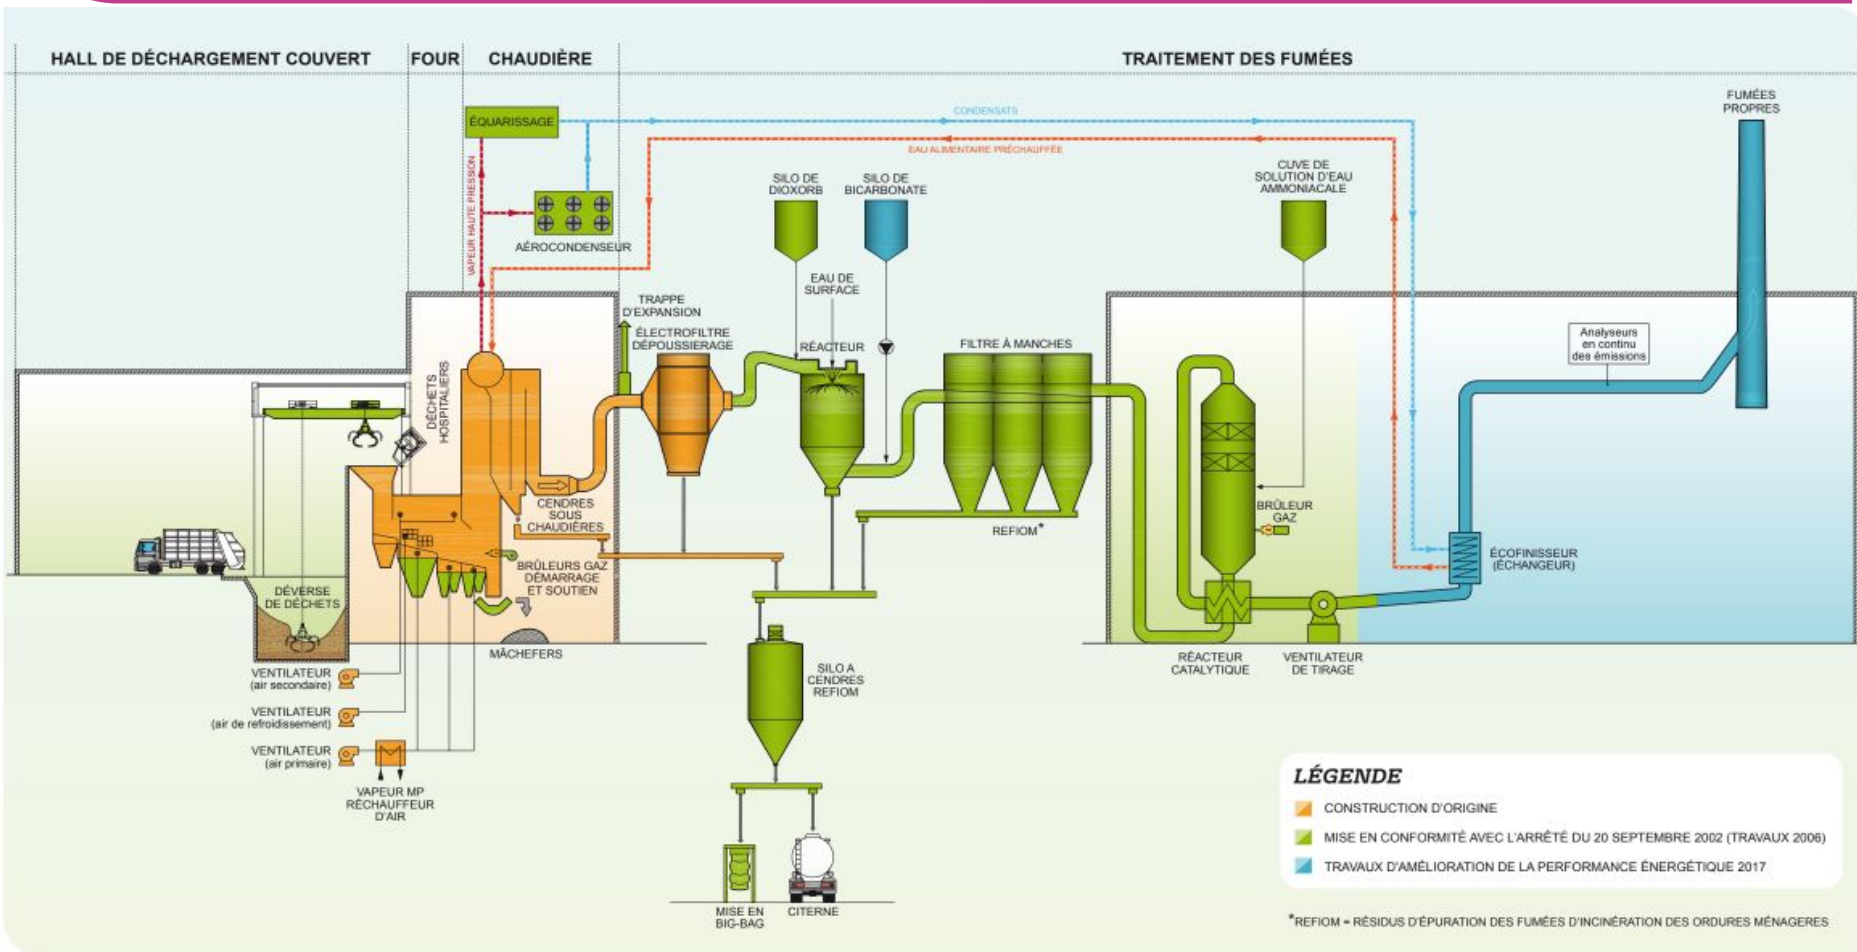 HALL DE DÉCHARGEMENT COUVERT
FOUR
CHAUDIÈRE
TRAITEMENT DES FUMÉES
FUMÉES
PROPRES
ÉQUARISSAGE
CONDENSATS
EAU ALIMENTAIRE PRÉCHAUFFÉE
VAPEUR HAUTE PRESSION
AÉROCONDENSEUR
SILO DE
DIOXORB
SILO DE
BICARBONATE
CUVE DE
SOLUTION D'EAU
AMMONIACALE
EAU DE
SURFACE
TRAPPE
D'EXPANSION
ÉLECTROFILTRE
DÉPOUSSIERAGE
RÉACTEUR
FILTRE À MANCHES
Analyseurs
en continu
des émissions
DÉCHETS
HOSPITALIERS
CENDRES
SOUS
CHAUDIÈRES
REFIOM*
BRÛLEUR
GAZ
ÉCOFINISSEUR
(ÉCHANGEUR)
BRÛLEURS GAZ
DÉMARRAGE
ET SOUTIEN
DÉVERSE
DE DÉCHETS
MÂCHEFERS
RÉACTEUR
CATALYTIQUE
VENTILATEUR
DE TIRAGE
SILO A
CENDRES
REFIOM
VENTILATEUR
(air secondaire)
VENTILATEUR
(air de refroidissement)
VENTILATEUR
(air primaire)
VAPEUR MP
RÉCHAUFFEUR
D'AIR
MISE EN
BIG-BAG
CITERNE
LÉGENDE
CONSTRUCTION D'ORIGINE
MISE EN CONFORMITÉ AVEC L'ARRÊTÉ DU 20 SEPTEMBRE 2002 (TRAVAUX 2006)
TRAVAUX D'AMÉLIORATION DE LA PERFORMANCE ÉNERGÉTIQUE 2017
*REFIOM = RÉSIDUS D'ÉPURATION DES FUMÉES D'INCINÉRATION DES ORDURES MÉNAGERES